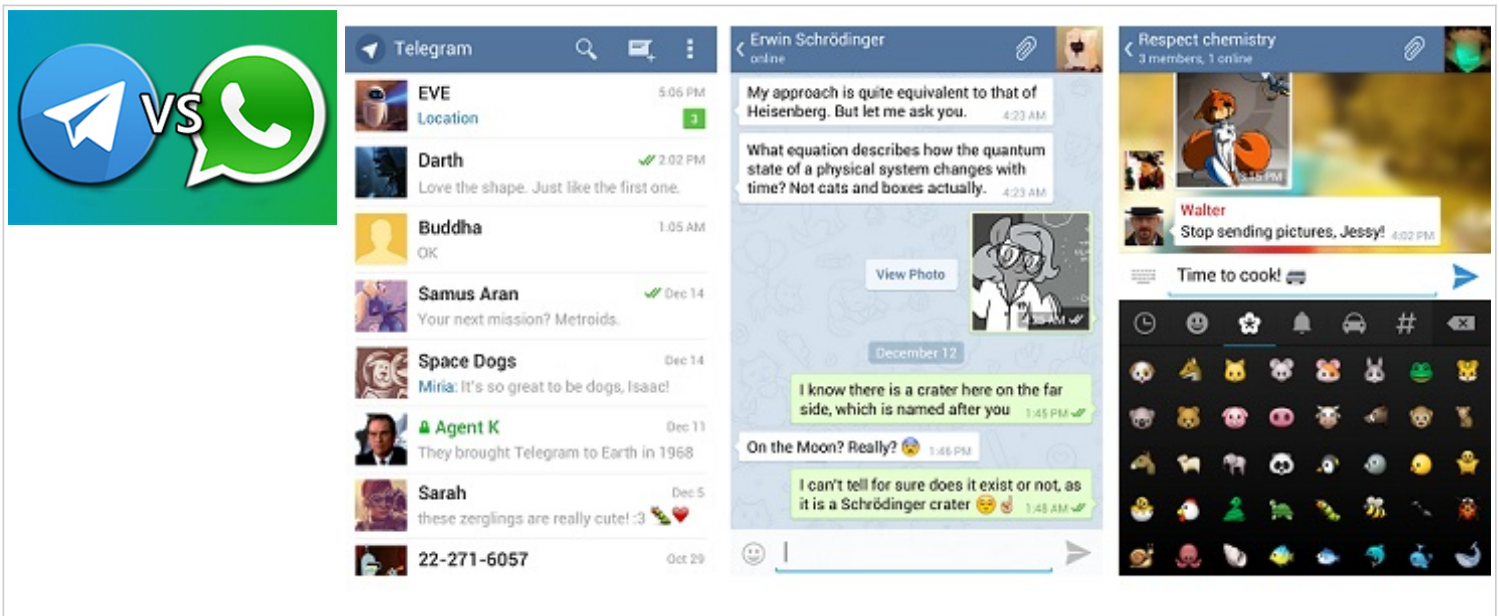 VS
Telegram
EVE 5:06 PM
Location 3
Darth 2:02 PM
Love the shape. Just like the first one.
Buddha 1:05 AM
OK
Samus Aran Dec 14
Your next mission? Metroids.
Space Dogs Dec 14
Miria: It's so great to be dogs, Isaac!
Agent K Dec 11
They brought Telegram to Earth in 1968
Sarah Dec 5
these zerglings are really cute! :3
22-271-6057 Oct 29
Erwin Schrödinger
online
My approach is quite equivalent to that of
Heisenberg. But let me ask you. 4:23 AM
What equation describes how the quantum
state of a physical system changes with
time? Not cats and boxes actually. 4:23 AM
View Photo
4:25 AM
December 12
I know there is a crater here on the far
side, which is named after you 1:45 PM
On the Moon? Really? 😨 1:46 PM
I can't tell for sure does it exist or not, as
it is a Schrödinger crater 😌☝ 1:48 AM
Respect chemistry
3 members, 1 online
3:15 PM
Walter
Stop sending pictures, Jessy! 4:02 PM
Time to cook! 🚐
#